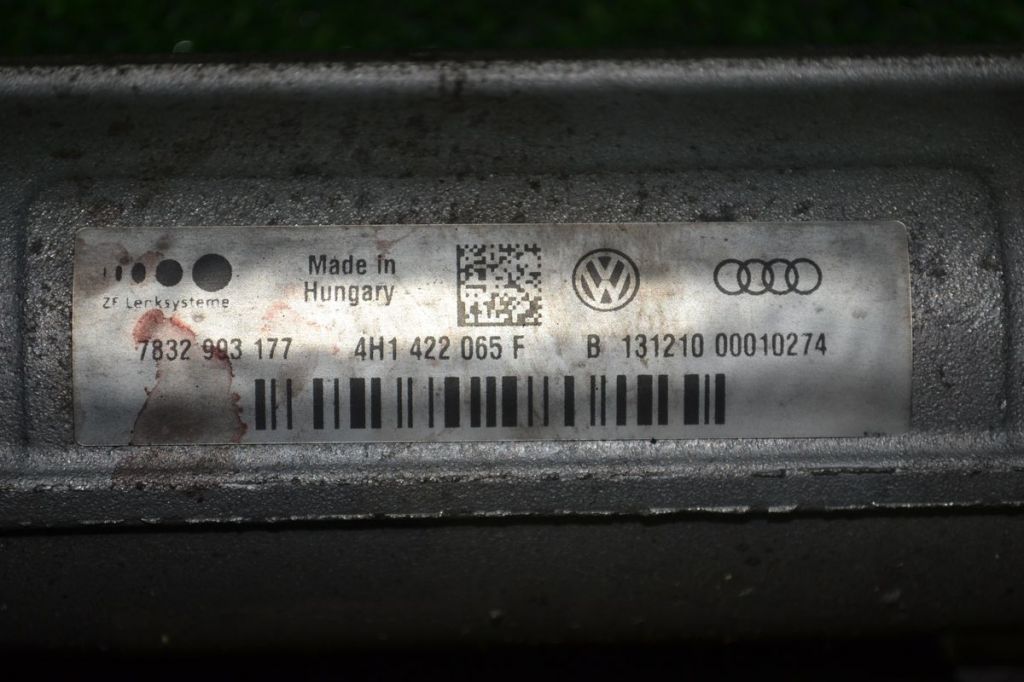 ZF Lenksysteme
Made in
Hungary
7832 993 177 4H1 422 065 F B 131210 00010274